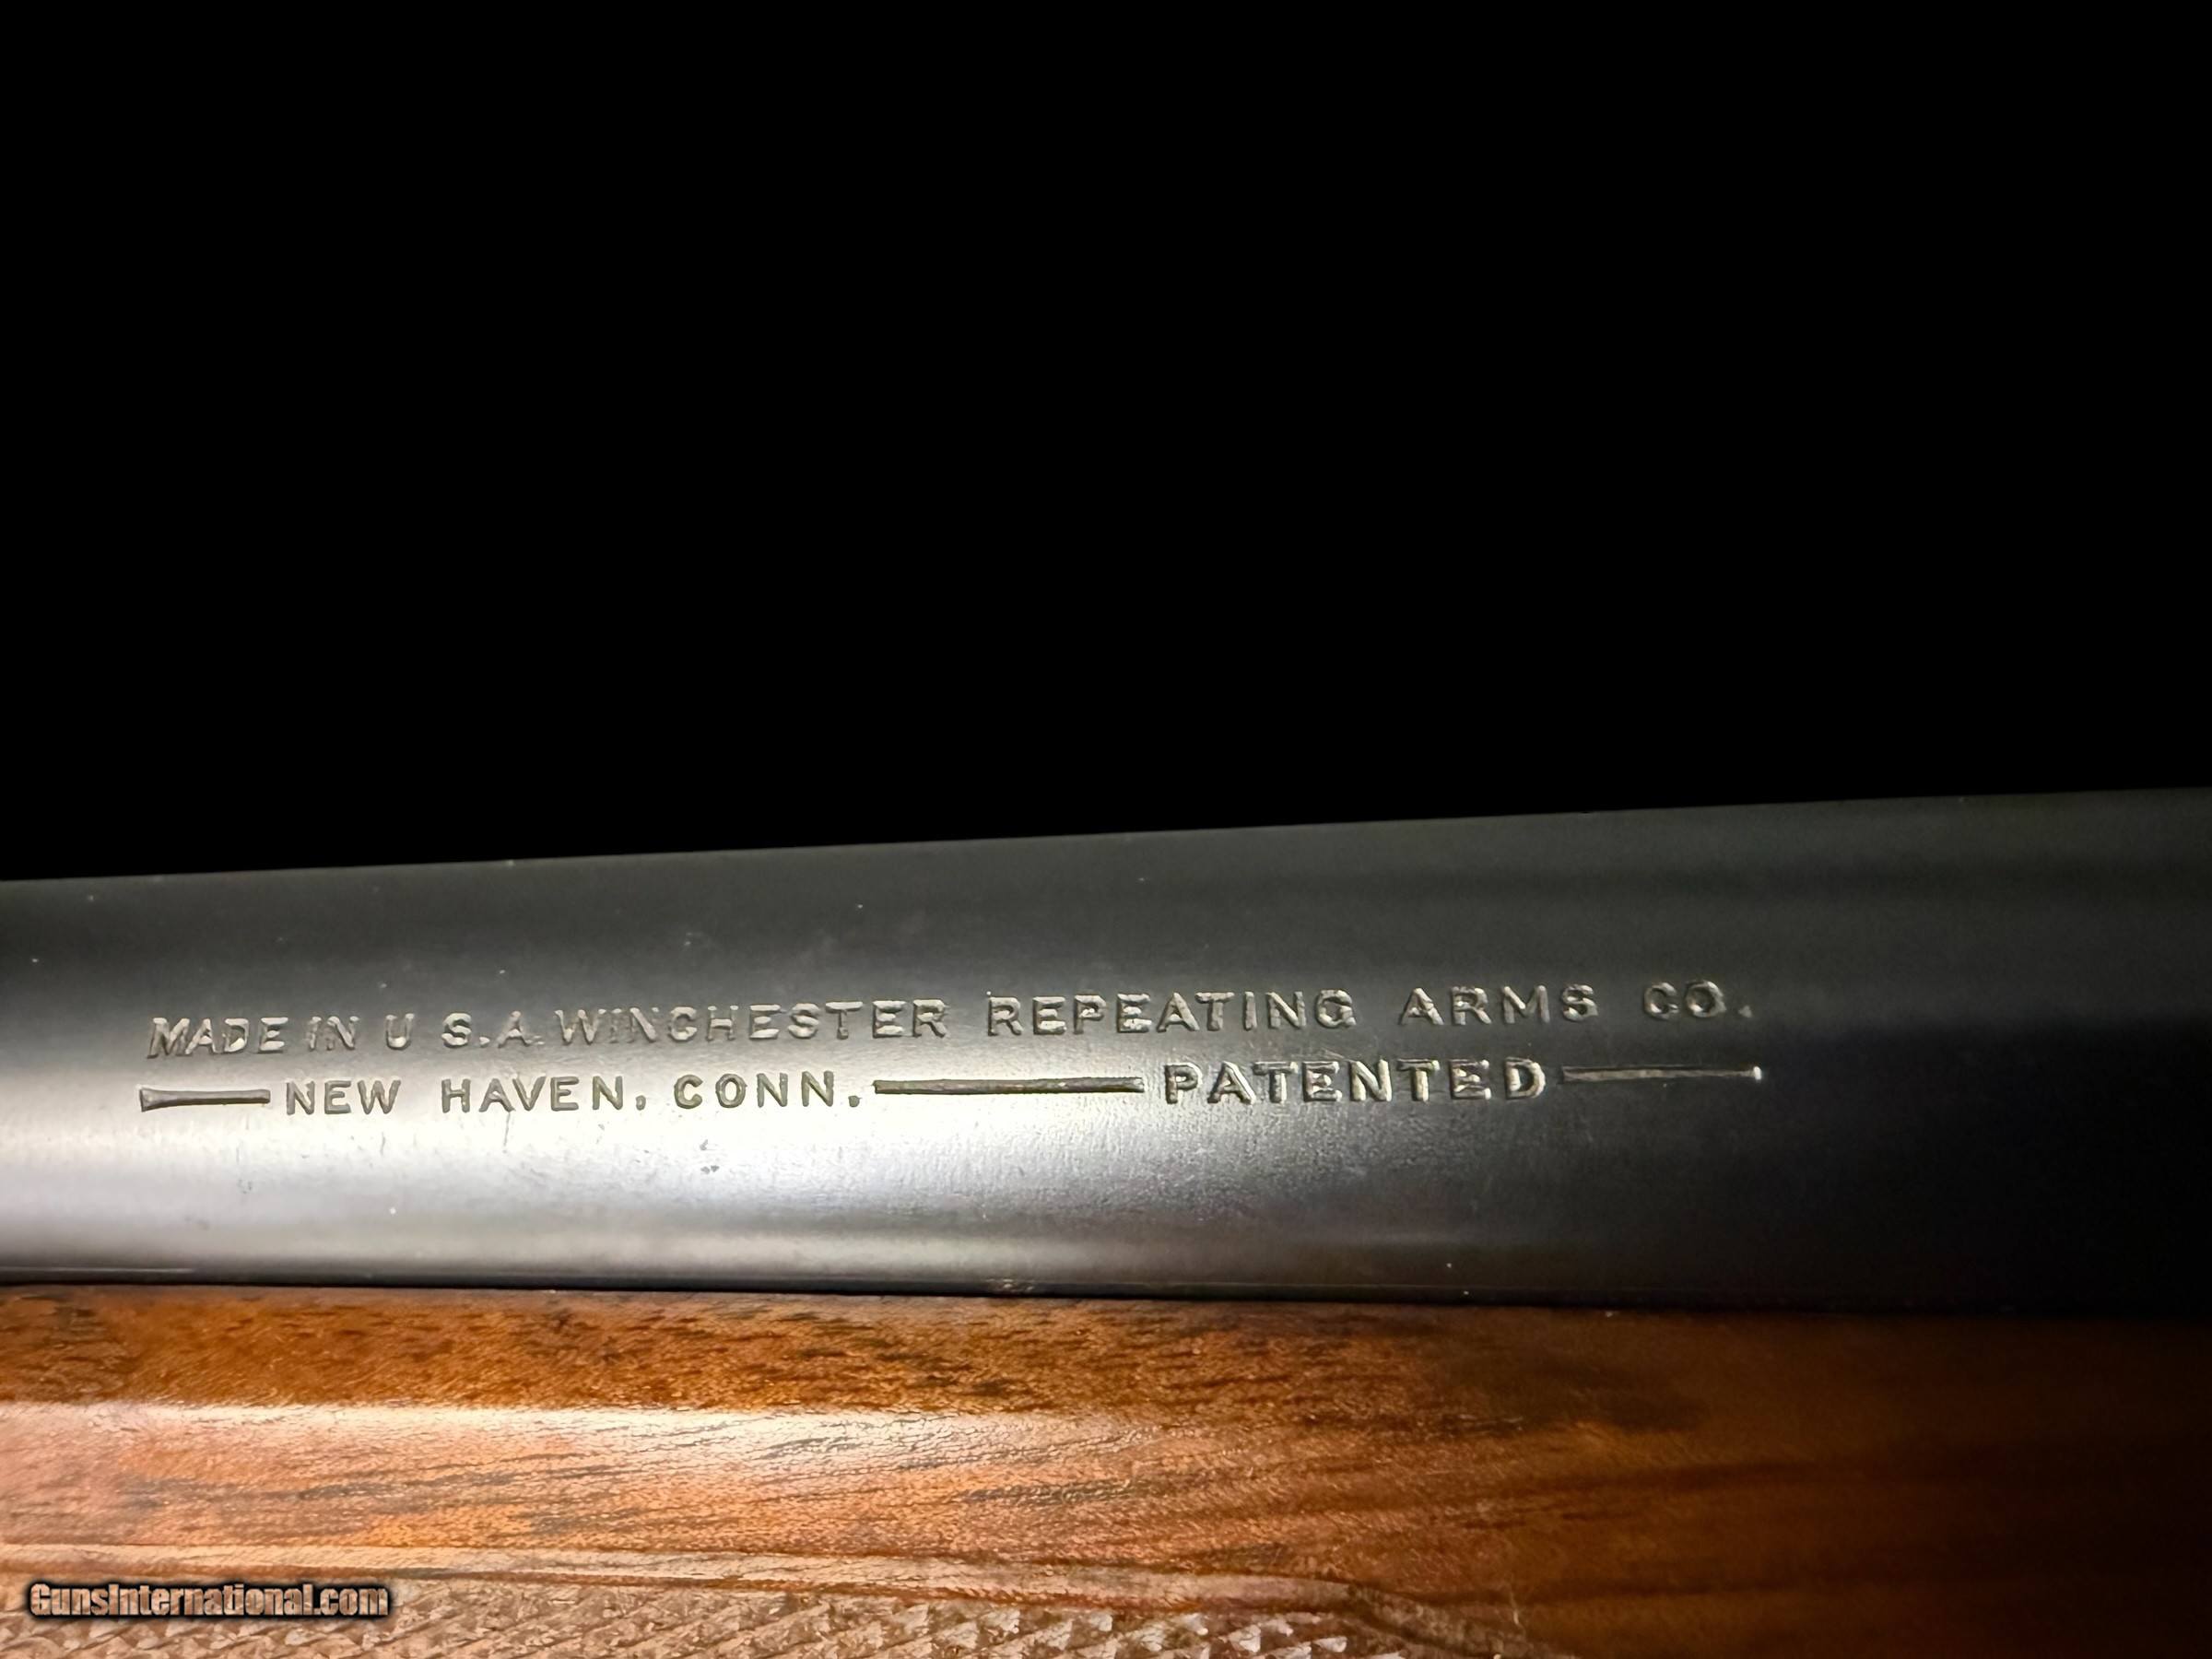 MADE IN U S.A. WINCHESTER REPEATING ARMS CO.
— NEW HAVEN, CONN. — PATENTED —
GunsInternational.com